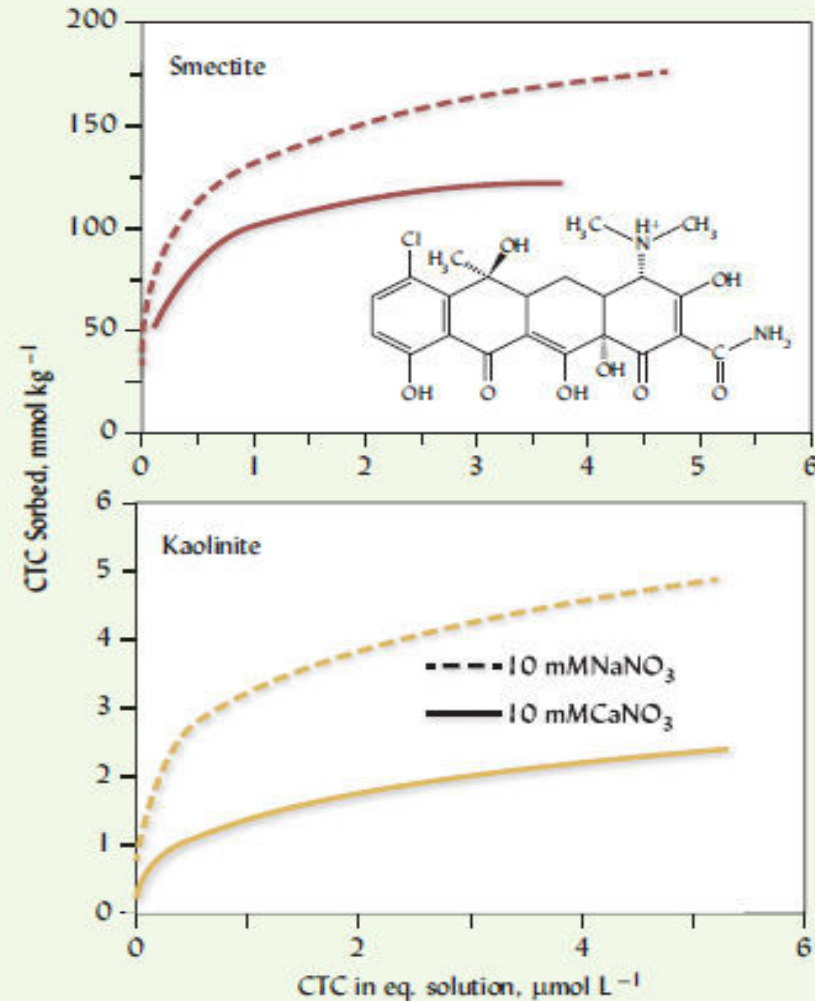 CTC Sorbed, mmol kg⁻¹
200
150
100
50
0
Smectite
Cl
H₃C
OH
H₃C
H⁺
N
CH₃
OH
NH₂
C
OH
O
OH
OH
O
O
0 1 2 3 4 5 6
6
5
4
3
2
1
0
Kaolinite
10 mMNaNO₃
10 mMCaNO₃
0 2 4 6
CTC in eq. solution, μmol L⁻¹